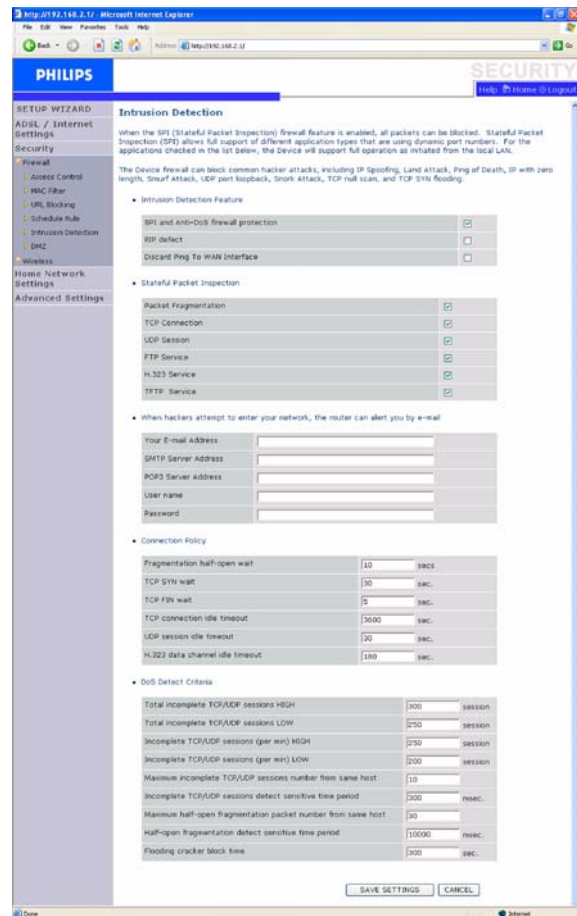 http://192.168.2.1/ - Microsoft Internet Explorer
File Edit View Favorites Tools Help
Back
Address http://192.168.2.1/
Go
PHILIPS
SECURITY
Help Home Logout
SETUP WIZARD
ADSL / Internet Settings
Security
Firewall
Access Control
MAC Filter
URL Blocking
Schedule Rule
Intrusion Detection
DMZ
Wireless
Home Network Settings
Advanced Settings
Intrusion Detection
When the SPI (Stateful Packet Inspection) firewall feature is enabled, all packets can be blocked. Stateful Packet
Inspection (SPI) allows full support of different application types that are using dynamic port numbers. For the
applications checked in the list below, the Device will support full operation as initiated from the local LAN.
The Device firewall can block common hacker attacks, including IP Spoofing, Land Attack, Ping of Death, IP with zero
length, Smurf Attack, UDP port loopback, Snork Attack, TCP null scan, and TCP SYN flooding.
• Intrusion Detection Feature
SPI and Anti-DoS firewall protection
RIP defect
Discard Ping To WAN Interface
• Stateful Packet Inspection
Packet Fragmentation
TCP Connection
UDP Session
FTP Service
H.323 Service
TFTP Service
• When hackers attempt to enter your network, the router can alert you by e-mail
Your E-mail Address
SMTP Server Address
POP3 Server Address
User name
Password
• Connection Policy
Fragmentation half-open wait 10 secs
TCP SYN wait 30 sec.
TCP FIN wait 5 sec.
TCP connection idle timeout 3600 sec.
UDP session idle timeout 30 sec.
H.323 data channel idle timeout 180 sec.
• DoS Detect Criteria
Total incomplete TCP/UDP sessions HIGH 300 session
Total incomplete TCP/UDP sessions LOW 250 session
Incomplete TCP/UDP sessions (per min) HIGH 250 session
Incomplete TCP/UDP sessions (per min) LOW 200 session
Maximum incomplete TCP/UDP sessions number from same host 10
Incomplete TCP/UDP sessions detect sensitive time period 300 msec.
Maximum half-open fragmentation packet number from same host 30
Half-open fragmentation detect sensitive time period 10000 msec.
Flooding cracker block time 300 sec.
SAVE SETTINGS CANCEL
Done
Internet